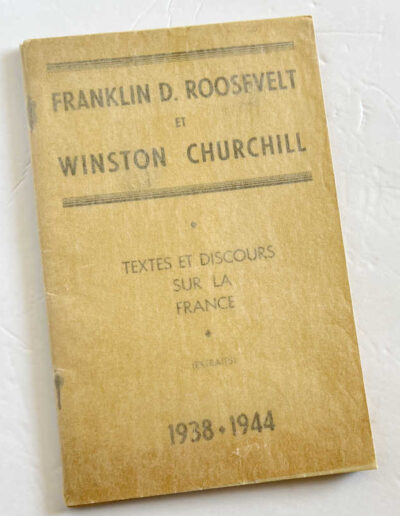 FRANKLIN D. ROOSEVELT
ET
WINSTON CHURCHILL
TEXTES ET DISCOURS
SUR LA
FRANCE
(EXTRAITS)
1938 • 1944